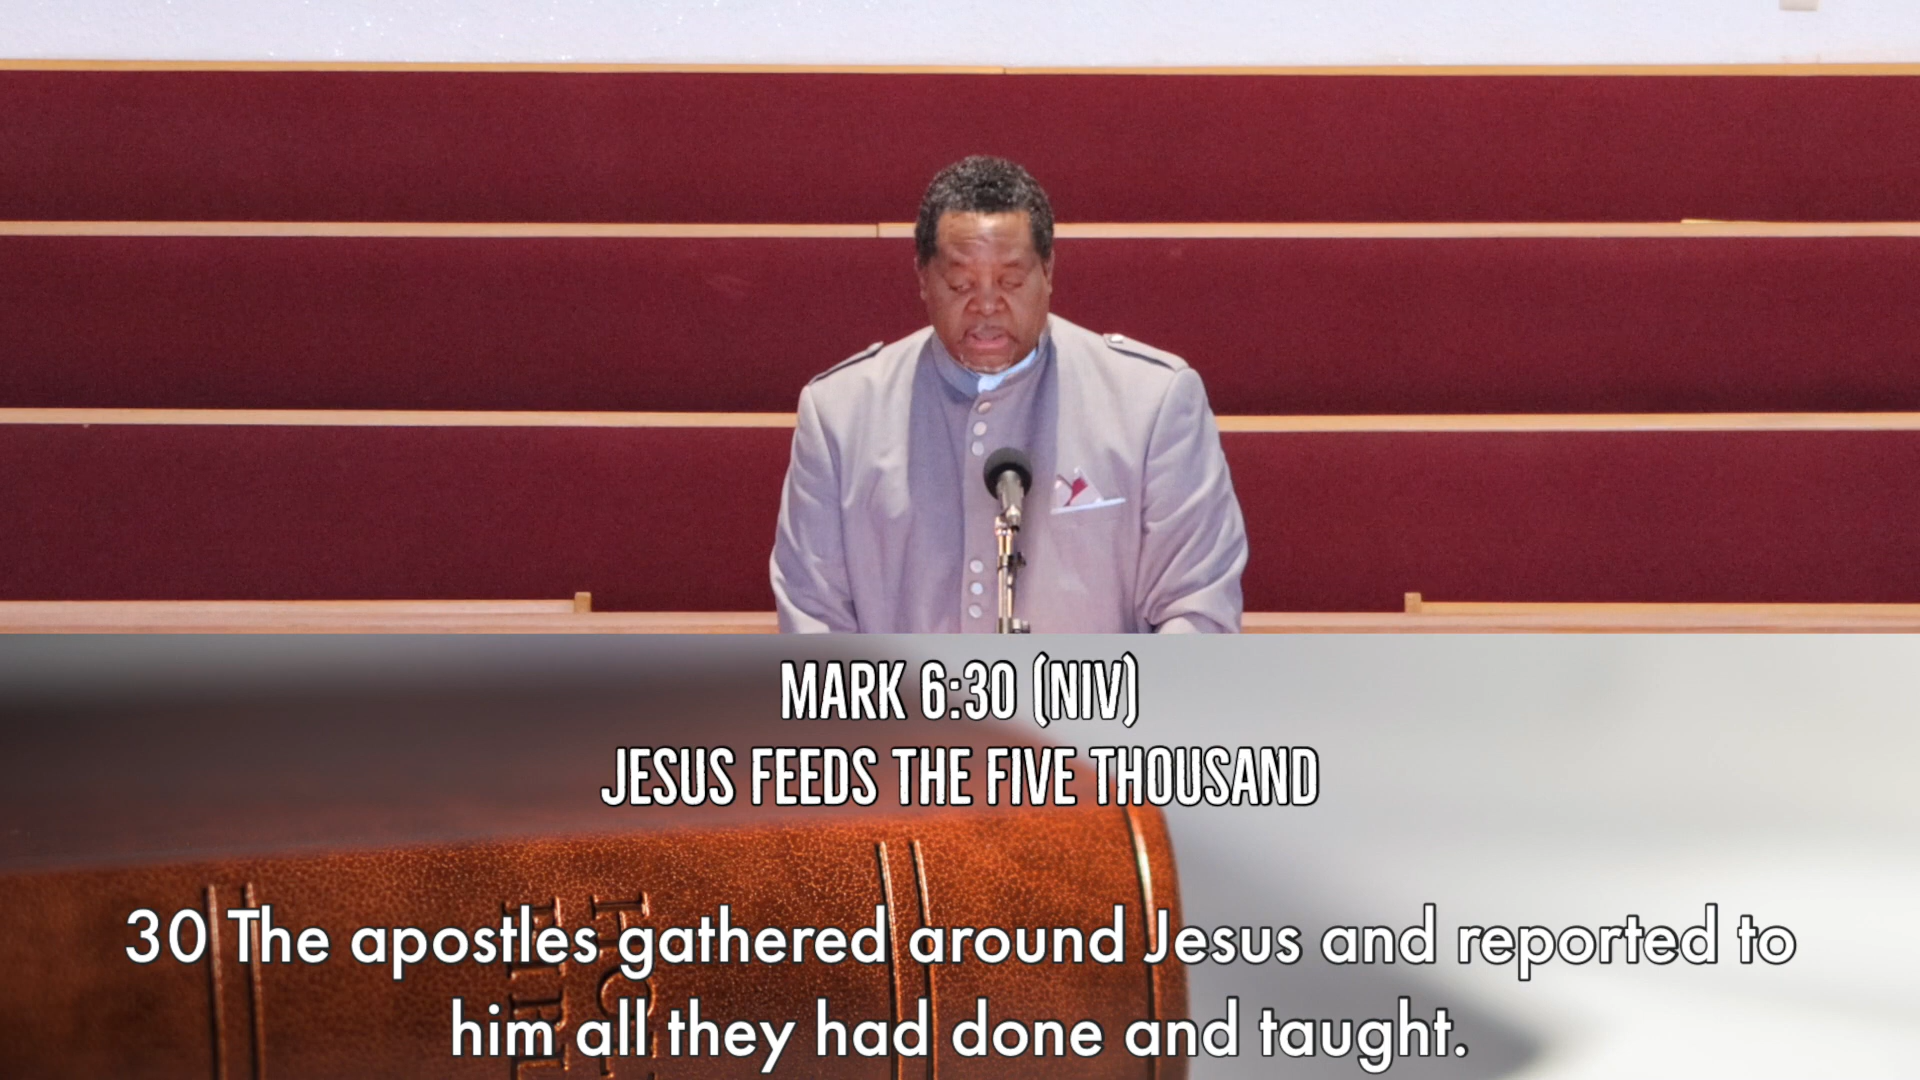 MARK 6:30 (NIV)
JESUS FEEDS THE FIVE THOUSAND
30 The apostles gathered around Jesus and reported to
him all they had done and taught.